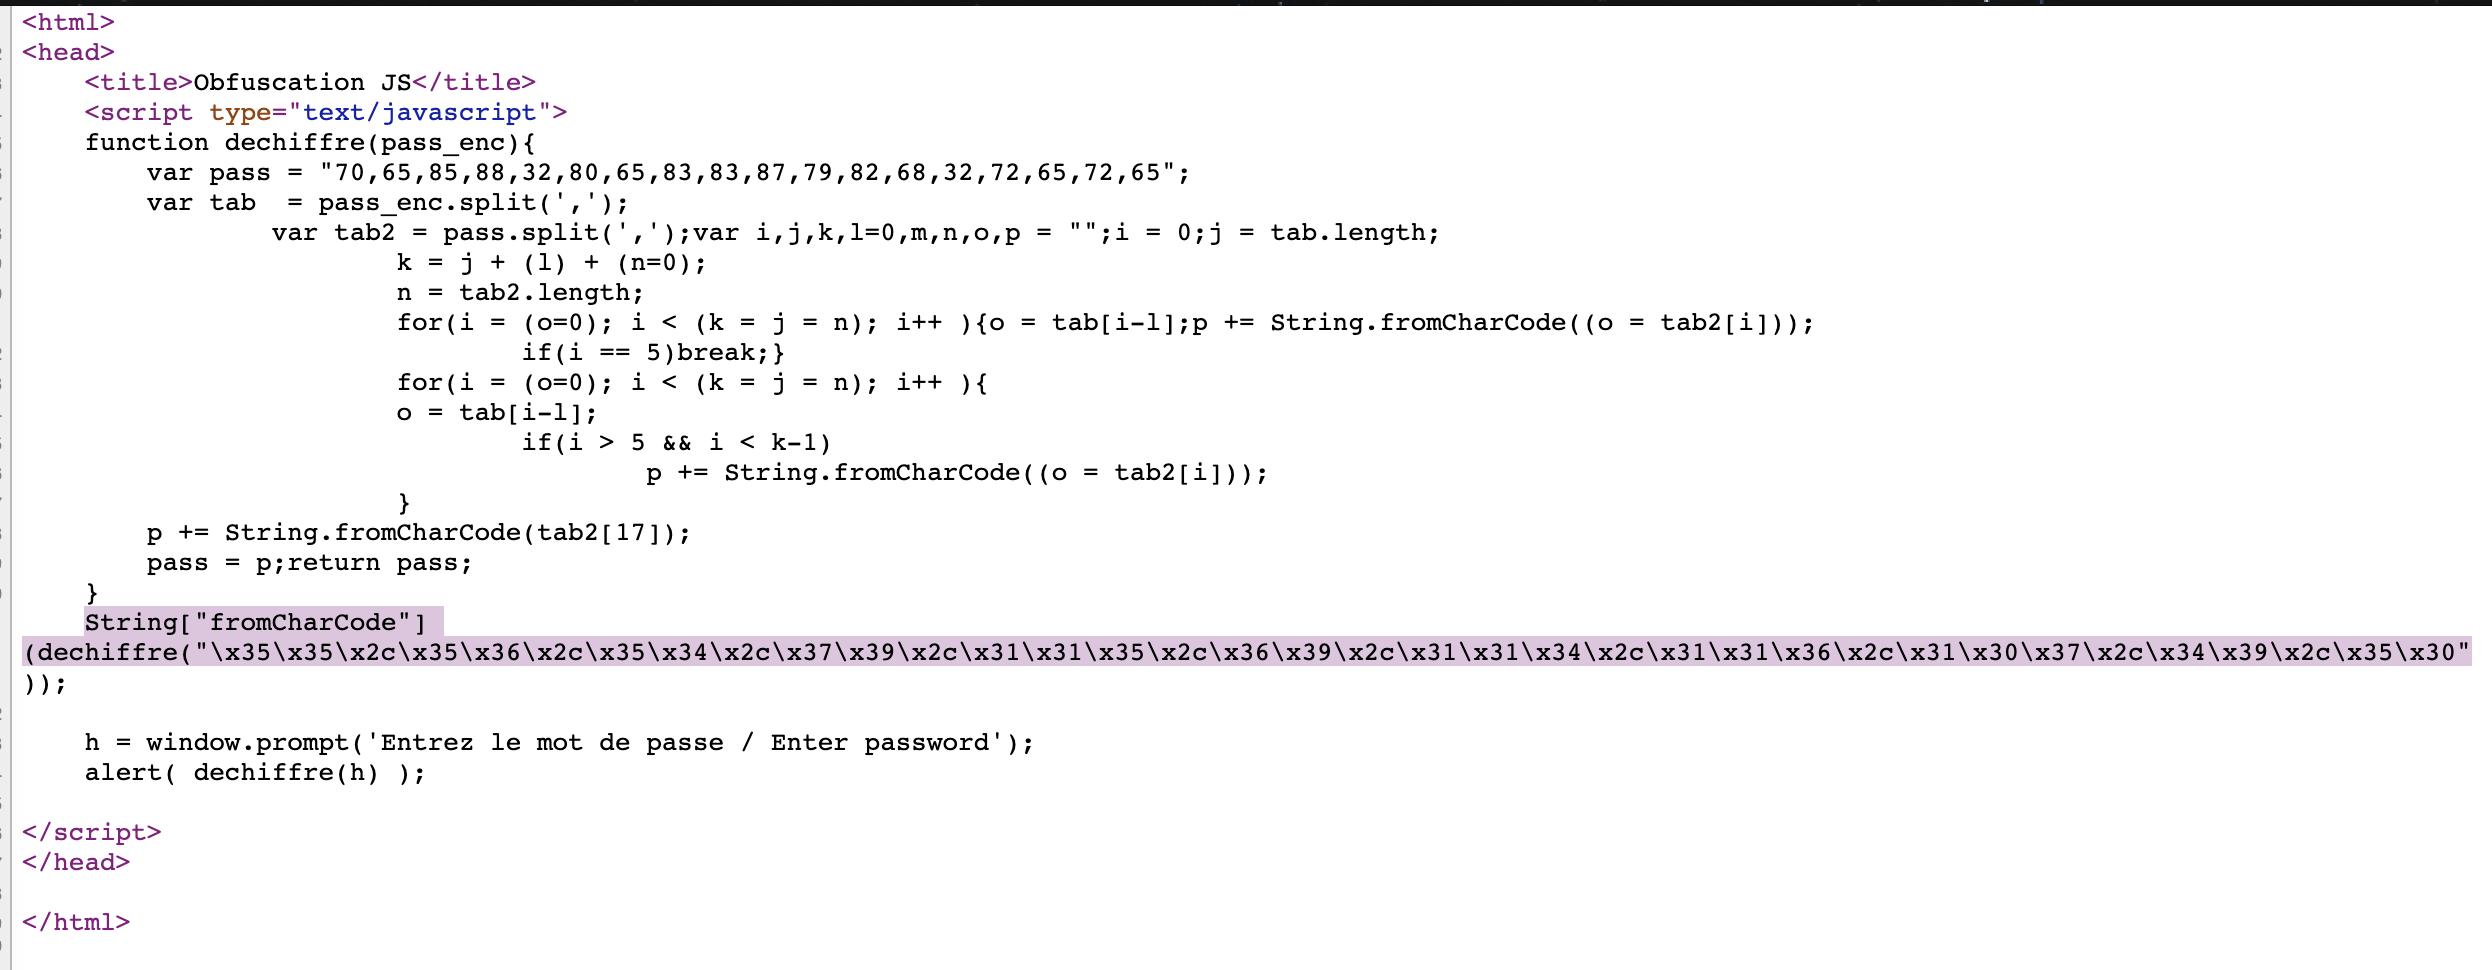 <html>
<head>
    <title>Obfuscation JS</title>
    <script type="text/javascript">
    function dechiffre(pass_enc){
        var pass = "70,65,85,88,32,80,65,83,83,87,79,82,68,32,72,65,72,65";
        var tab  = pass_enc.split(',');
                var tab2 = pass.split(',');var i,j,k,l=0,m,n,o,p = "";i = 0;j = tab.length;
                        k = j + (l) + (n=0);
                        n = tab2.length;
                        for(i = (o=0); i < (k = j = n); i++ ){o = tab[i-l];p += String.fromCharCode((o = tab2[i]));
                                if(i == 5)break;}
                        for(i = (o=0); i < (k = j = n); i++ ){
                        o = tab[i-l];
                                if(i > 5 && i < k-1)
                                        p += String.fromCharCode((o = tab2[i]));
                        }
        p += String.fromCharCode(tab2[17]);
        pass = p;return pass;
    }
    String["fromCharCode"]
(dechiffre("\x35\x35\x2c\x35\x36\x2c\x35\x34\x2c\x37\x39\x2c\x31\x31\x35\x2c\x36\x39\x2c\x31\x31\x34\x2c\x31\x31\x36\x2c\x31\x30\x37\x2c\x34\x39\x2c\x35\x30"
));
    h = window.prompt('Entrez le mot de passe / Enter password');
    alert( dechiffre(h) );
</script>
</head>
</html>